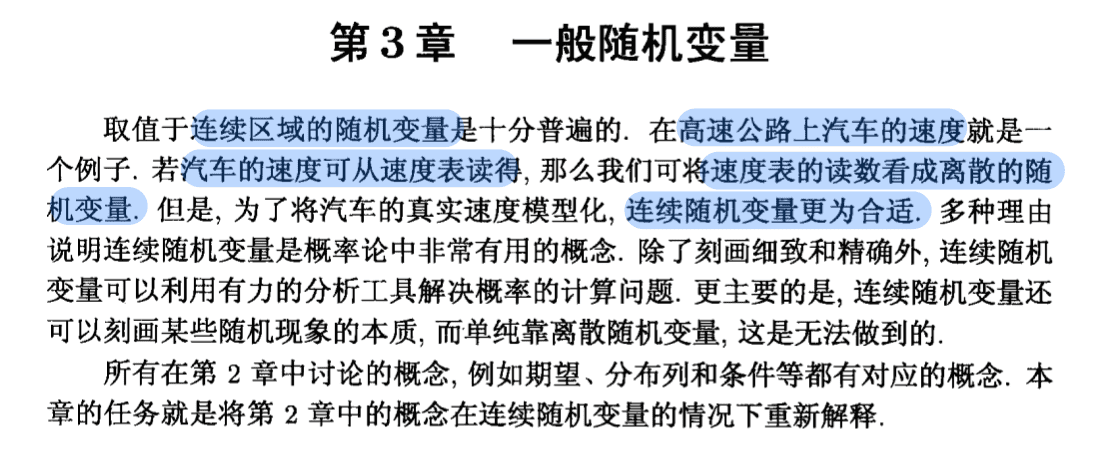 第 3 章 一般随机变量
取值于连续区域的随机变量是十分普遍的. 在高速公路上汽车的速度就是一
个例子. 若汽车的速度可从速度表读得, 那么我们可将速度表的读数看成离散的随
机变量. 但是, 为了将汽车的真实速度模型化, 连续随机变量更为合适. 多种理由
说明连续随机变量是概率论中非常有用的概念. 除了刻画细致和精确外, 连续随机
变量可以利用有力的分析工具解决概率的计算问题. 更主要的是, 连续随机变量还
可以刻画某些随机现象的本质, 而单纯靠离散随机变量, 这是无法做到的.
所有在第 2 章中讨论的概念, 例如期望、分布列和条件等都有对应的概念. 本
章的任务就是将第 2 章中的概念在连续随机变量的情况下重新解释.